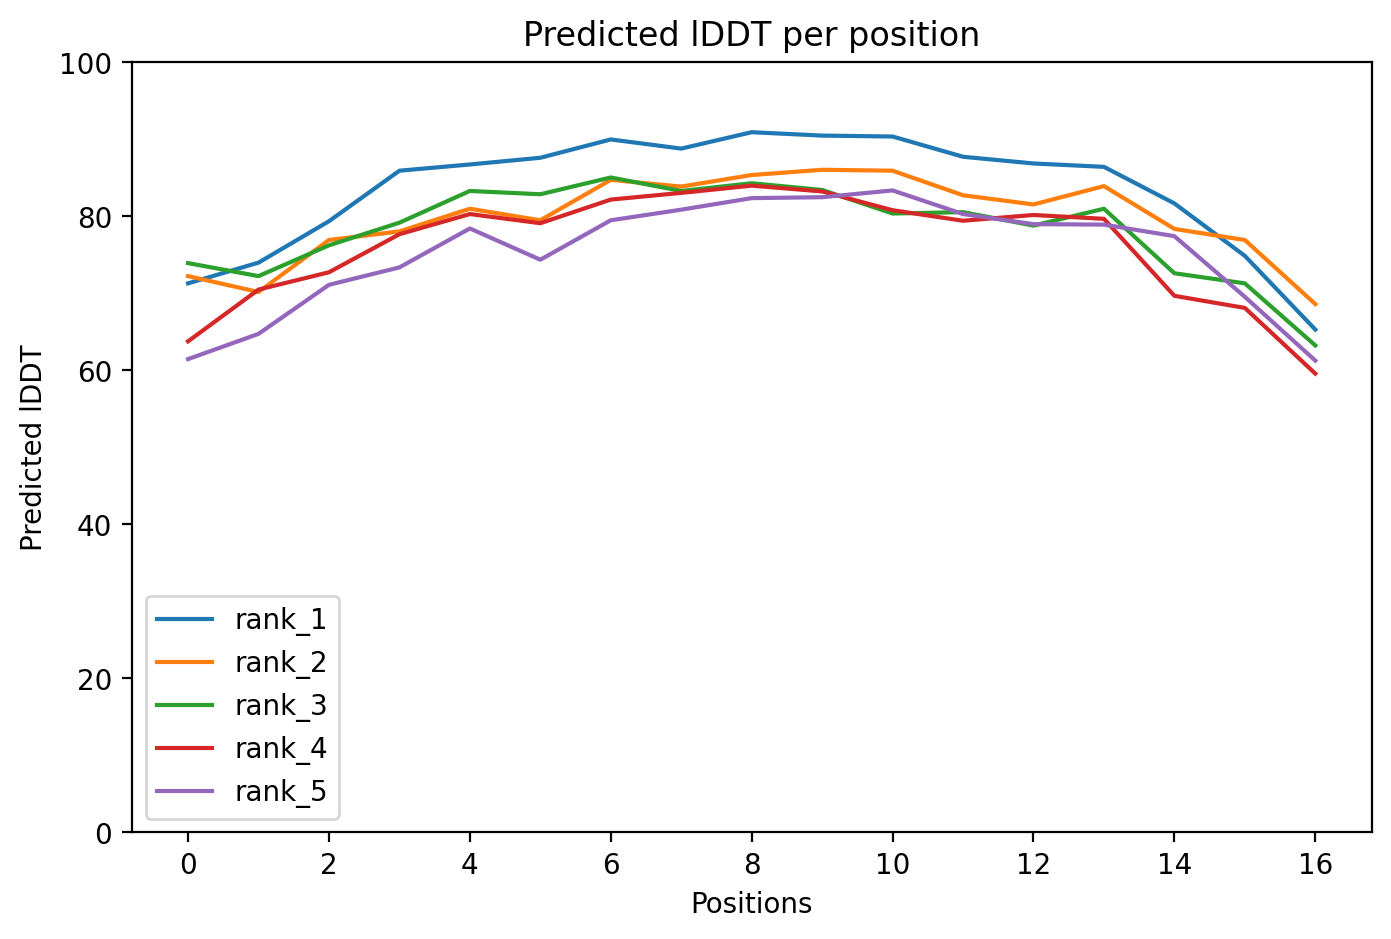 Predicted lDDT per position
100
80
60
40
20
0
Predicted lDDT
rank_1
rank_2
rank_3
rank_4
rank_5
0 2 4 6 8 10 12 14 16
Positions